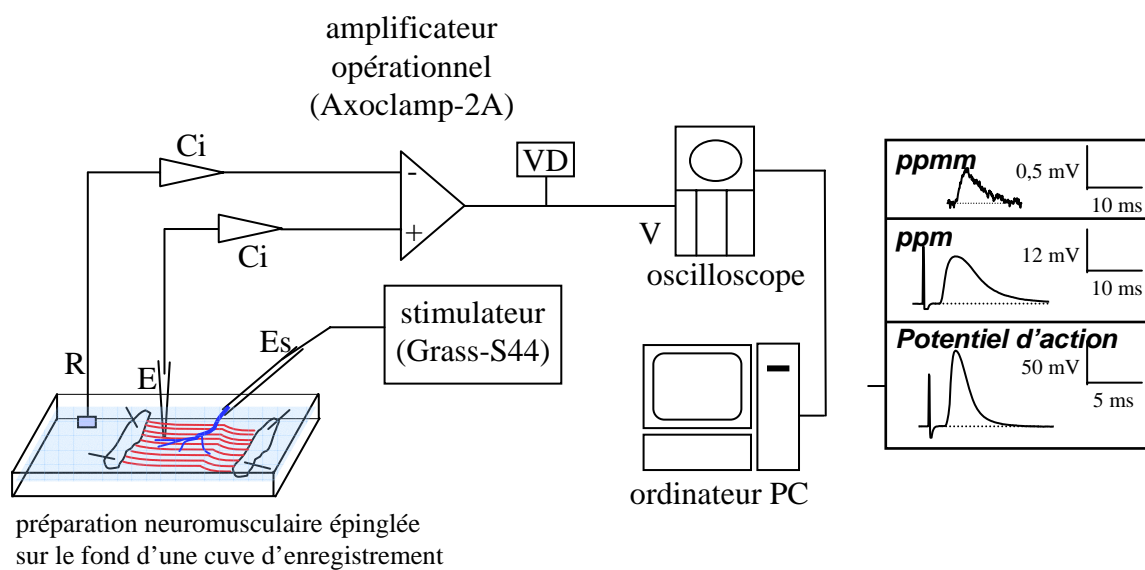 amplificateur
opérationnel
(Axoclamp-2A)
Ci
VD
-
+
Ci
V
oscilloscope
stimulateur
(Grass-S44)
Es
R
E
ordinateur PC
préparation neuromusculaire épinglée
sur le fond d’une cuve d’enregistrement
ppmm
0,5 mV
10 ms
ppm
12 mV
10 ms
Potentiel d’action
50 mV
5 ms